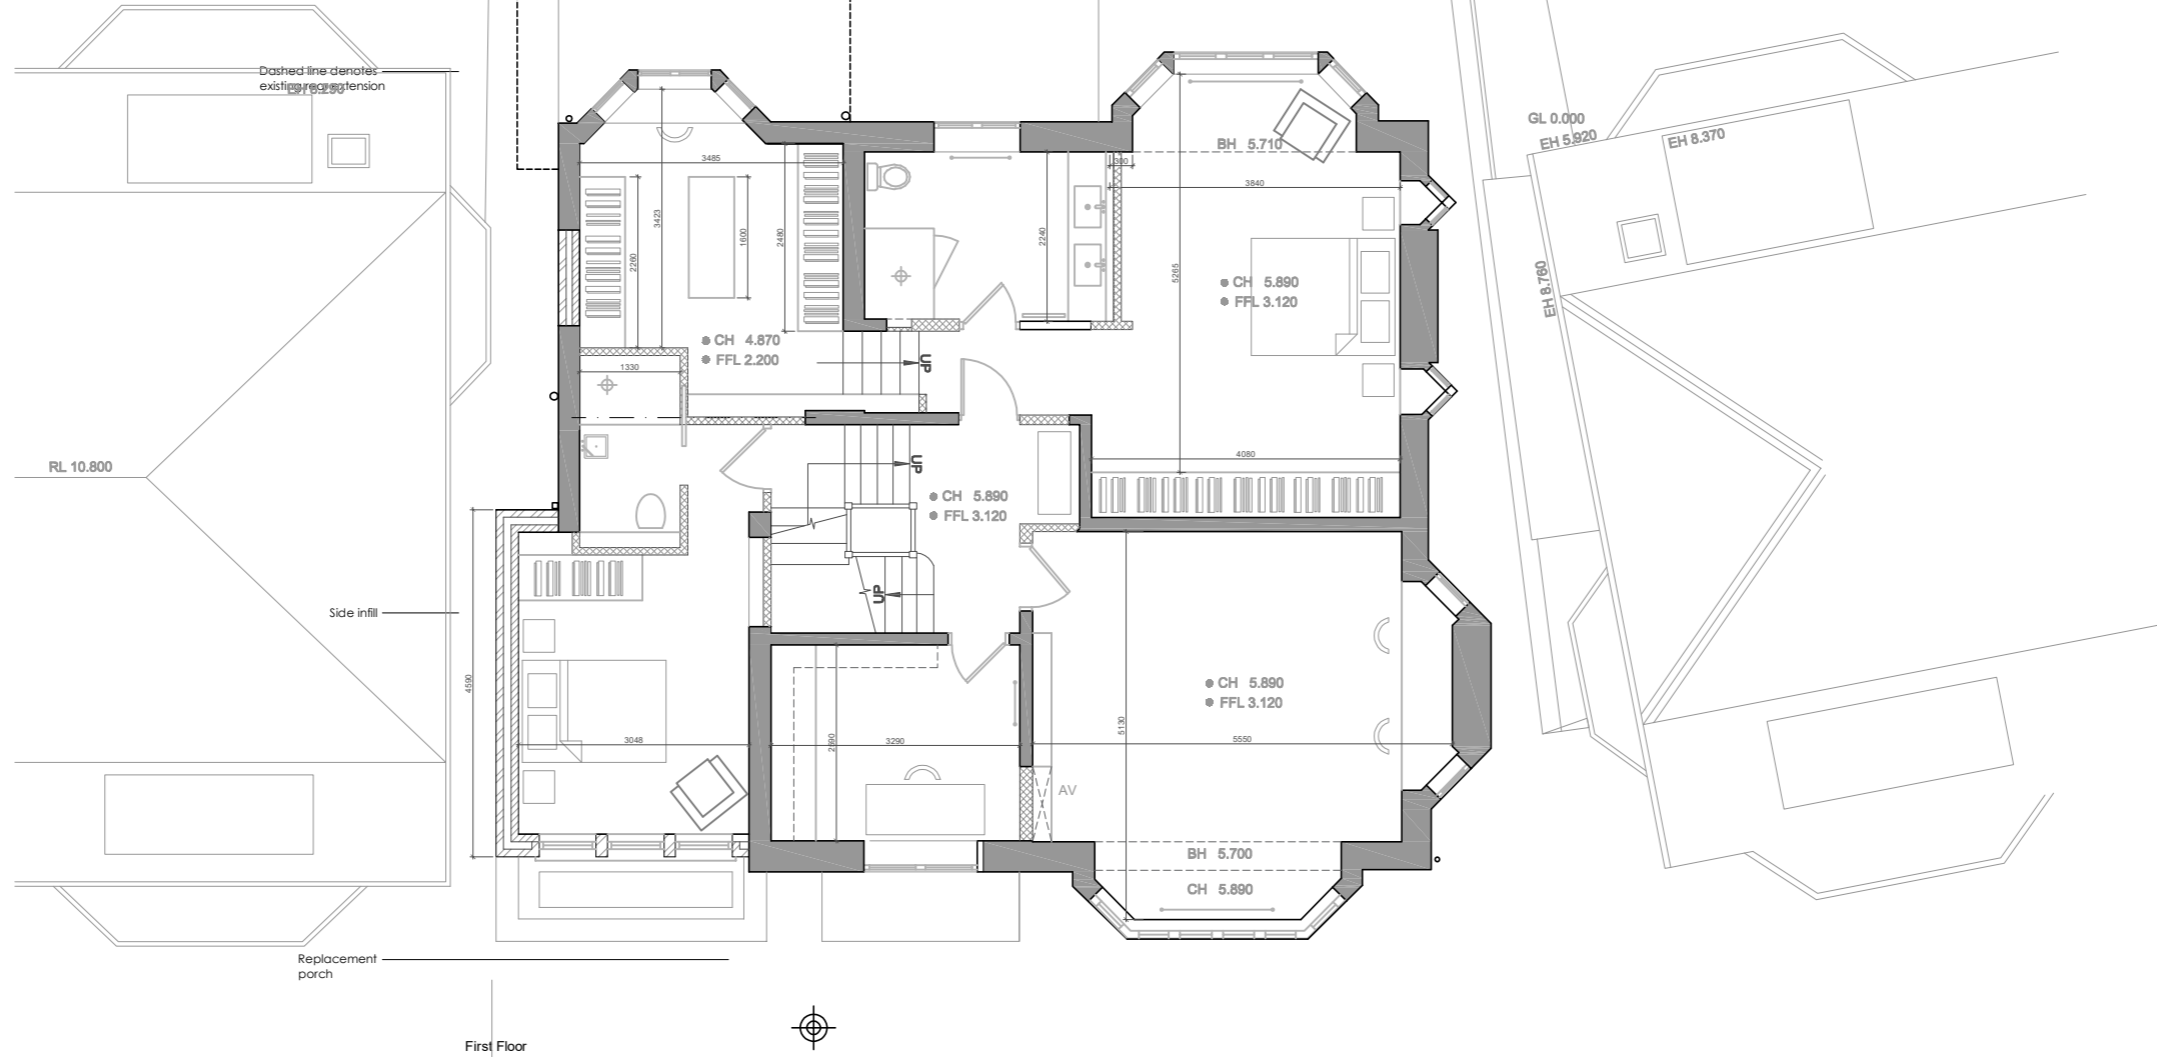 Dashed line denotes
existing rear extension
GL 0.000
EH 5.920
EH 8.370
BH 5.710
300
3485
3840
3423
2260
1600
2480
2240
5265
EH 8.760
CH 5.890
FFL 3.120
CH 4.870
FFL 2.200
UP
1330
4080
RL 10.800
UP
CH 5.890
FFL 3.120
UP
Side infill
4590
CH 5.890
FFL 3.120
5130
3048
3290
5550
AV
BH 5.700
CH 5.890
Replacement
porch
First Floor